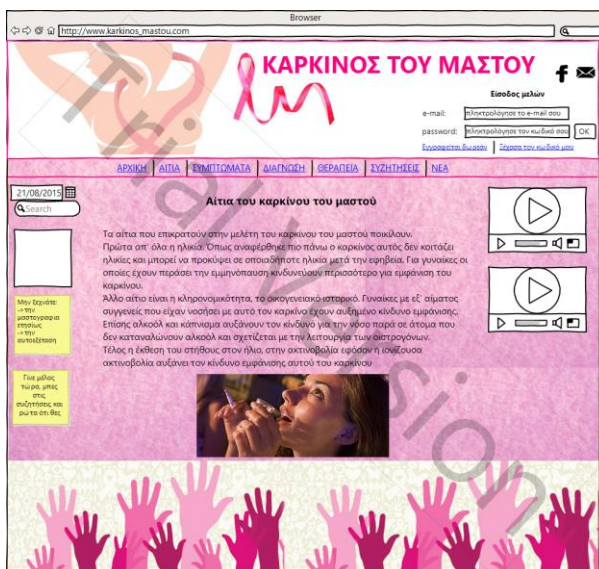 Browser
http://www.karkinos_mastou.com
ΚΑΡΚΙΝΟΣ ΤΟΥ ΜΑΣΤΟΥ
Είσοδος μελών
e-mail: πληκτρολόγησε το e-mail σου
password: πληκτρολόγησε τον κωδικό σου OK
Εγγραφείται δωρεάν Ξέχασα τον κωδικό μου
ΑΡΧΙΚΗ ΑΙΤΙΑ ΣΥΜΠΤΩΜΑΤΑ ΔΙΑΓΝΩΣΗ ΘΕΡΑΠΕΙΑ ΣΥΖΗΤΗΣΕΙΣ ΝΕΑ
21/08/2015
Search
Αίτια του καρκίνου του μαστού
Τα αίτια που επικρατούν στην μελέτη του καρκίνου του μαστού ποικίλουν.
Πρώτα απ' όλα η ηλικία. Όπως αναφέρθηκε πιο πάνω ο καρκίνος αυτός δεν κοιτάζει
ηλικίες και μπορεί να προκύψει σε οποιαδήποτε ηλικία μετά την εφηβεία. Για γυναίκες οι
οποίες έχουν περάσει την εμμηνόπαυση κινδυνεύουν περισσότερο για εμφάνιση του
καρκίνου.
Άλλο αίτιο είναι η κληρονομικότητα, το οικογενειακό ιστορικό. Γυναίκες με εξ' αίματος
συγγενείς που είχαν νοσήσει με αυτό τον καρκίνο έχουν αυξημένο κίνδυνο εμφάνισης.
Επίσης αλκοόλ και κάπνισμα αυξάνουν τον κίνδυνό για την νόσο παρά σε άτομα που
δεν καταναλώνουν αλκοόλ και σχετίζεται με την λειτουργία των οιστρογόνων.
Τέλος η έκθεση του στήθους στον ήλιο, στην ακτινοβολία εφόσον η ιονίζουσα
ακτινοβολία αυξάνει τον κίνδυνο εμφάνισης αυτού του καρκίνου
Μην ξεχνάτε:
->την
μαστογραφια
ετησίως
->την
αυτοεξέταση
Γίνε μέλος
τώρα, μπες
στις
συζητήσεις και
ρώτα ότι θες
Trial Version